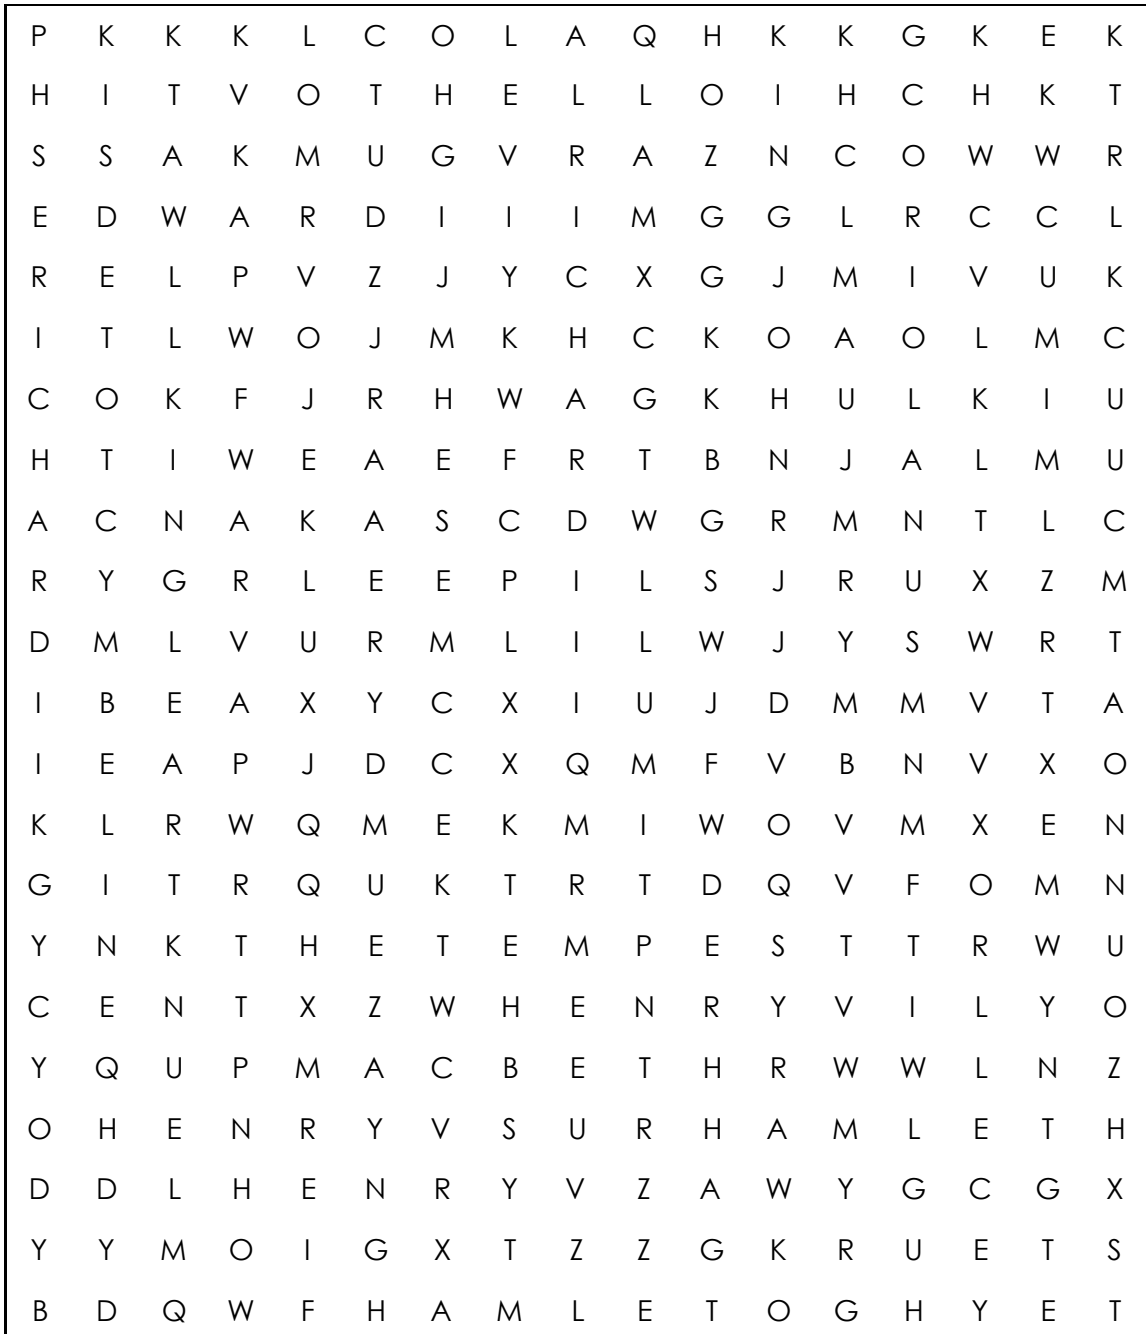 P K K K L C O L A Q H K K G K E K
H I T V O T H E L L O I H C H K T
S S A K M U G V R A Z N C O W W R
E D W A R D I I I M G G L R C C L
R E L P V Z J Y C X G J M I V U K
I T L W O J M K H C K O A O L M C
C O K F J R H W A G K H U L K I U
H T I W E A E F R T B N J A L M U
A C N A K A S C D W G R M N T L C
R Y G R L E E P I L S J R U X Z M
D M L V U R M L I L W J Y S W R T
I B E A X Y C X I U J D M M V T A
I E A P J D C X Q M F V B N V X O
K L R W Q M E K M I W O V M X E N
G I T R Q U K T R T D Q V F O M N
Y N K T H E T E M P E S T T R W U
C E N T X Z W H E N R Y V I L Y O
Y Q U P M A C B E T H R W W L N Z
O H E N R Y V S U R H A M L E T H
D D L H E N R Y V Z A W Y G C G X
Y Y M O I G X T Z Z G K R U E T S
B D Q W F H A M L E T O G H Y E T